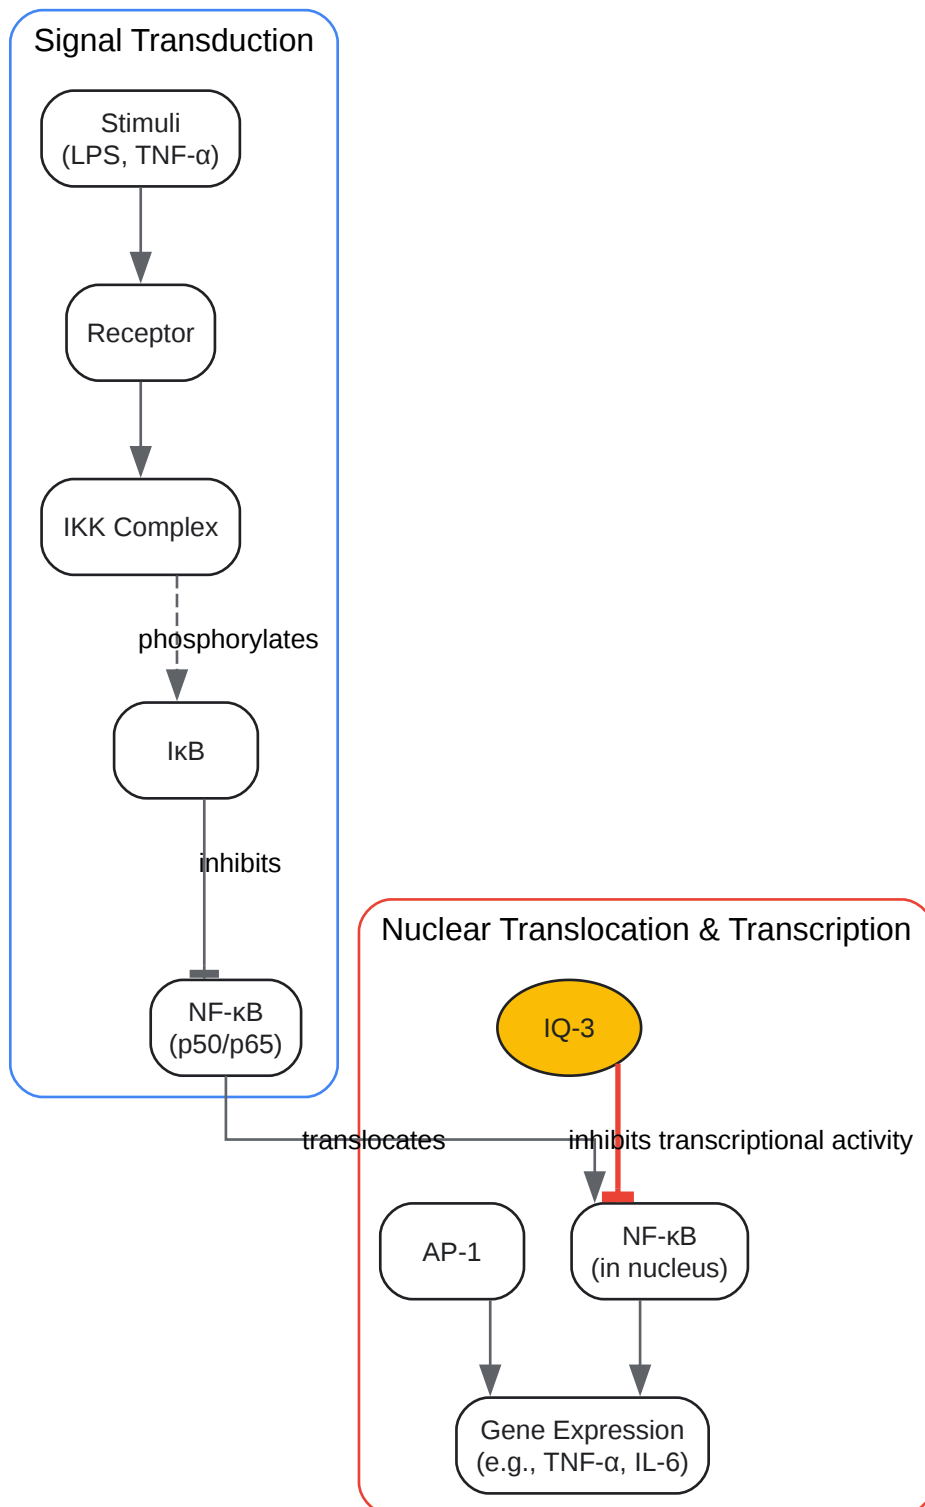 Signal Transduction
Stimuli
(LPS, TNF-α)
Receptor
IKK Complex
phosphorylates
IκB
inhibits
NF-κB
(p50/p65)
Nuclear Translocation & Transcription
IQ-3
translocates
inhibits transcriptional activity
AP-1
NF-κB
(in nucleus)
Gene Expression
(e.g., TNF-α, IL-6)